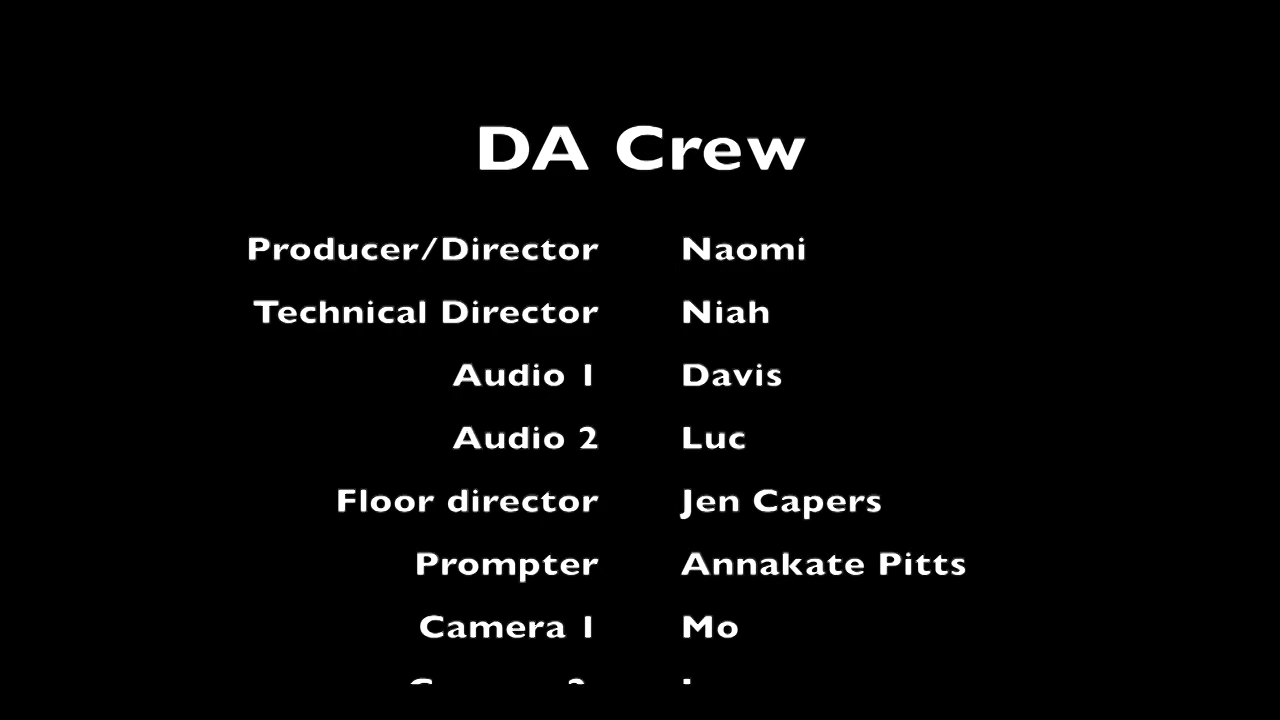 DA Crew
Producer/Director Naomi
Technical Director Niah
Audio 1 Davis
Audio 2 Luc
Floor director Jen Capers
Prompter Annakate Pitts
Camera 1 Mo